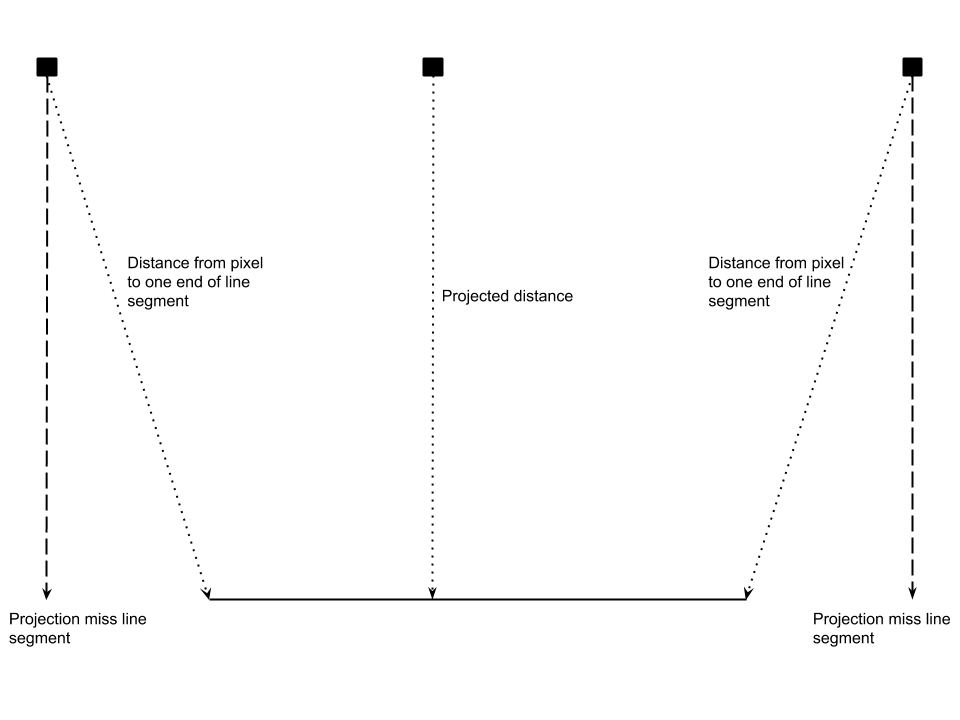 Distance from pixel
to one end of line
segment
Projected distance
Distance from pixel
to one end of line
segment
Projection miss line
segment
Projection miss line
segment